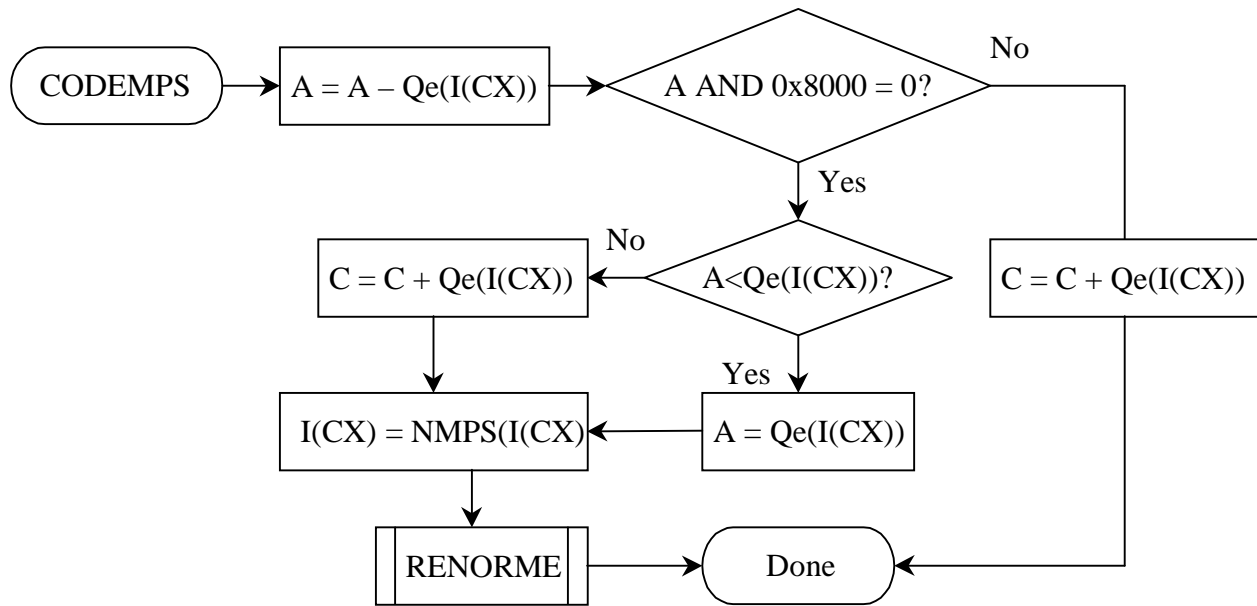 CODEMPS
A = A – Qe(I(CX))
A AND 0x8000 = 0?
No
Yes
No
C = C + Qe(I(CX))
A<Qe(I(CX))?
C = C + Qe(I(CX))
Yes
I(CX) = NMPS(I(CX)
A = Qe(I(CX))
RENORME
Done